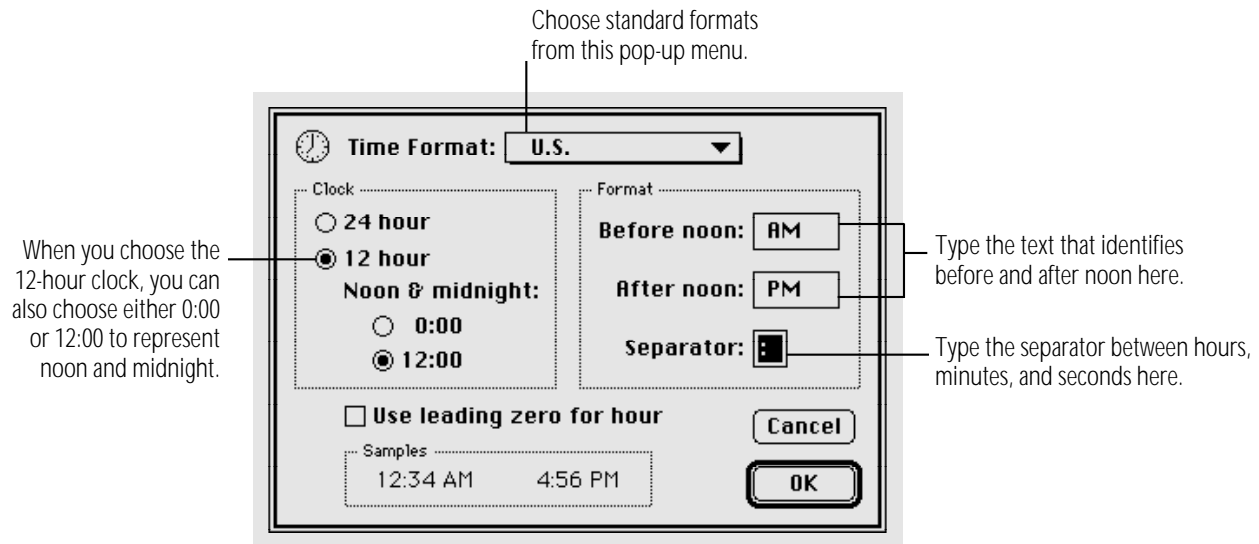 Choose standard formats
from this pop-up menu.
Time Format: U.S.
Clock
24 hour
12 hour
Noon & midnight:
0:00
12:00
Format
Before noon: AM
After noon: PM
Separator: :
When you choose the
12-hour clock, you can
also choose either 0:00
or 12:00 to represent
noon and midnight.
Type the text that identifies
before and after noon here.
Type the separator between hours,
minutes, and seconds here.
Use leading zero for hour
Samples
12:34 AM 4:56 PM
Cancel
OK